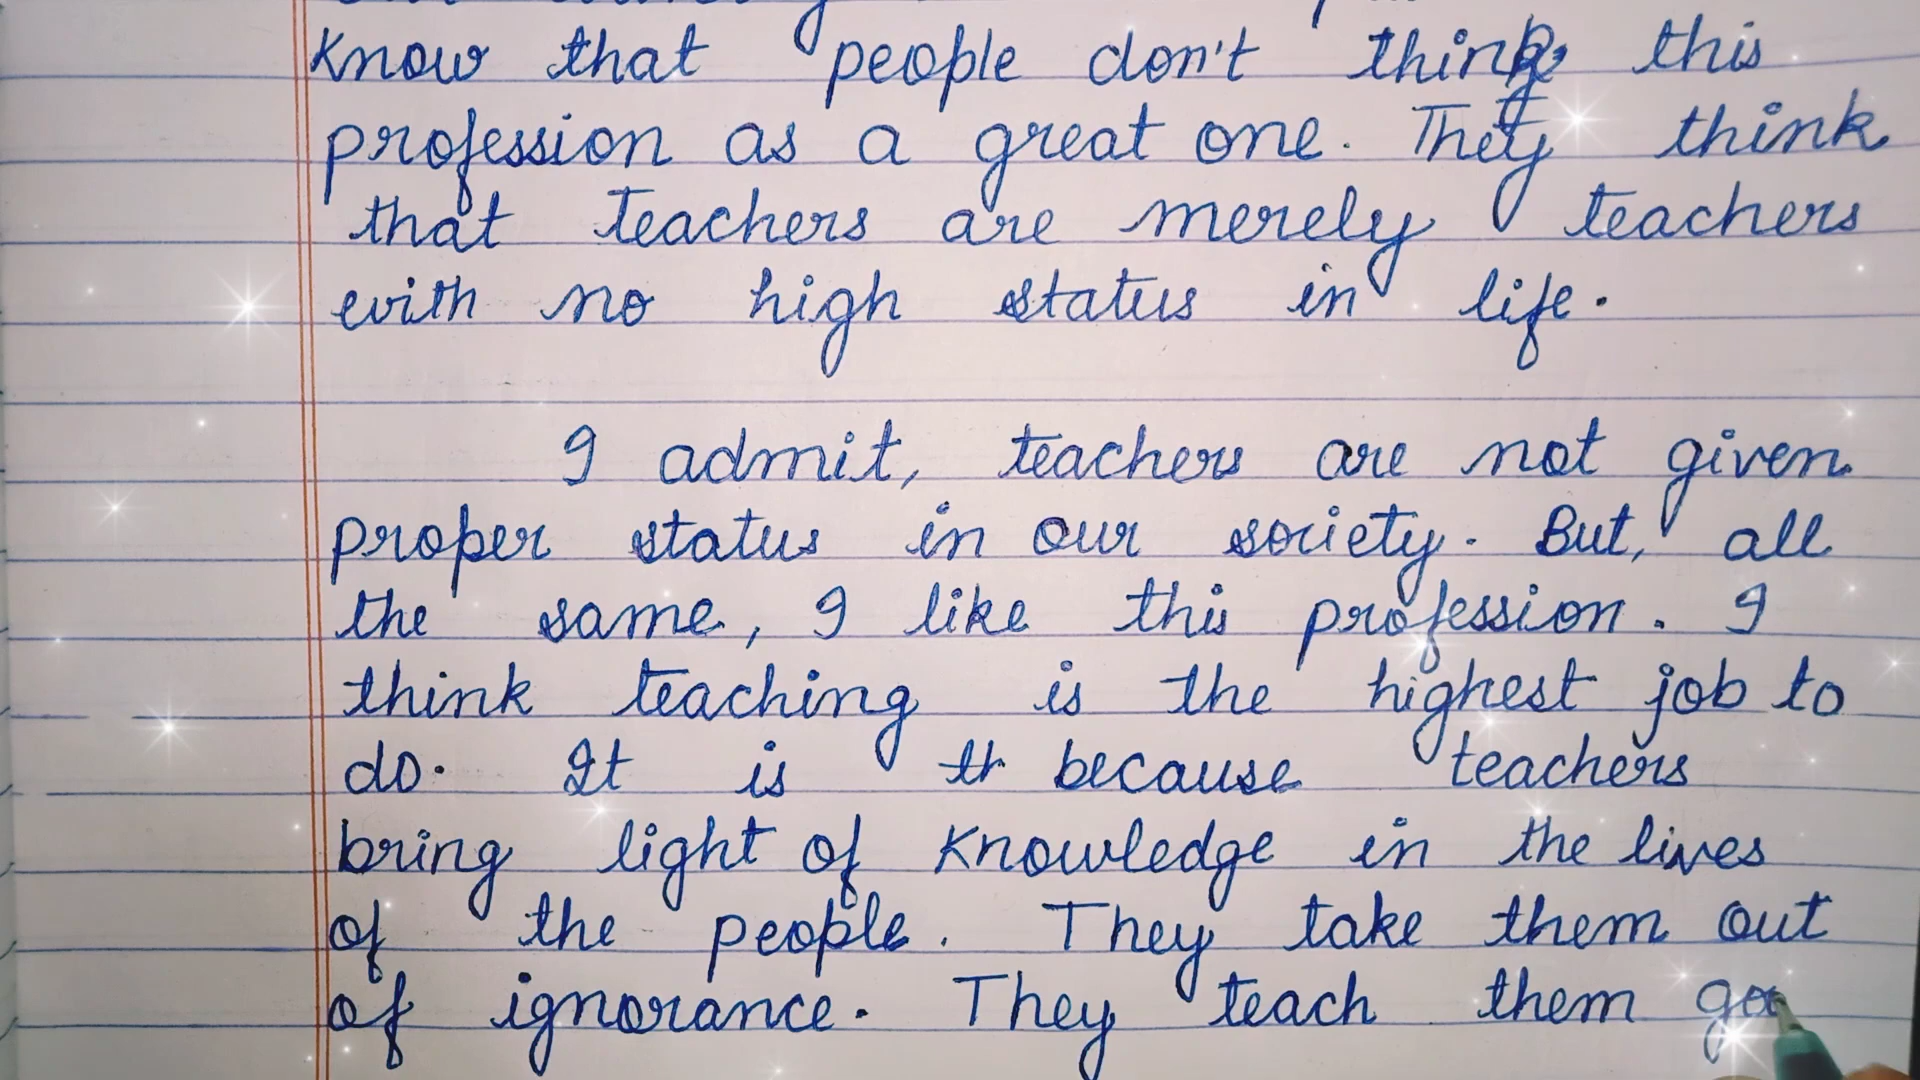 know that people don't think this
profession as a great one. They think
that teachers are merely teachers
with no high status in life.
I admit, teachers are not given
proper status in our society. But, all
the same, I like this profession. I
think teaching is the highest job to
do. It is th because teachers
bring light of knowledge in the lives
of the people. They take them out
of ignorance. They teach them goo